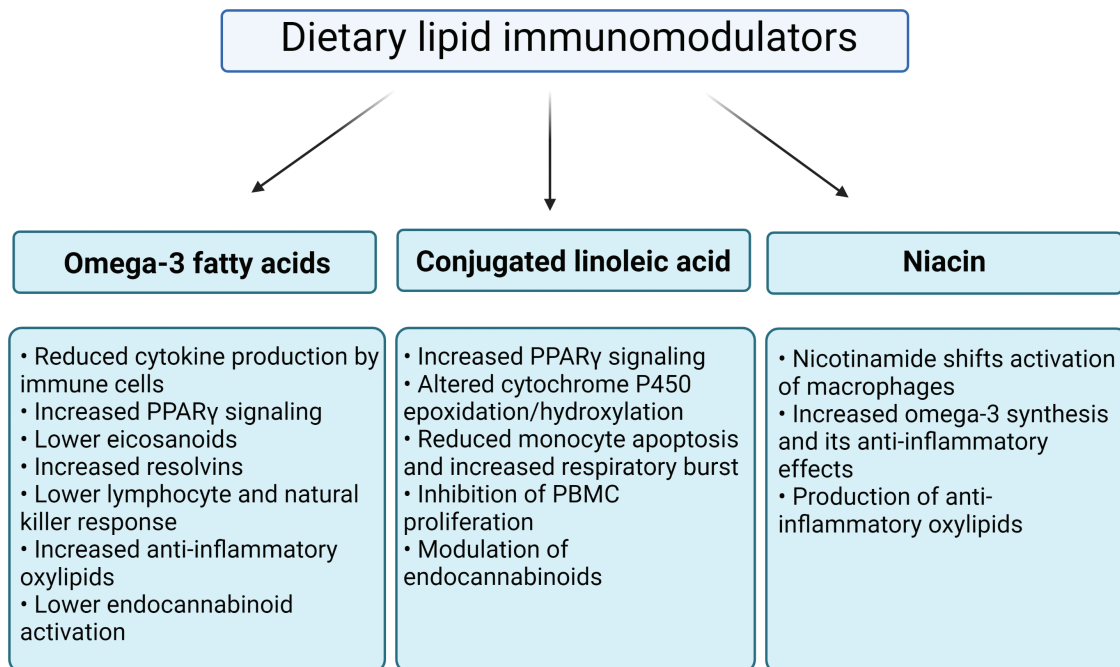 Dietary lipid immunomodulators
Omega-3 fatty acids
• Reduced cytokine production by
immune cells
• Increased PPARγ signaling
• Lower eicosanoids
• Increased resolvins
• Lower lymphocyte and natural
killer response
• Increased anti-inflammatory
oxylipids
• Lower endocannabinoid
activation
Conjugated linoleic acid
• Increased PPARγ signaling
• Altered cytochrome P450
epoxidation/hydroxylation
• Reduced monocyte apoptosis
and increased respiratory burst
• Inhibition of PBMC
proliferation
• Modulation of
endocannabinoids
Niacin
• Nicotinamide shifts activation
of macrophages
• Increased omega-3 synthesis
and its anti-inflammatory
effects
• Production of anti-
inflammatory oxylipids